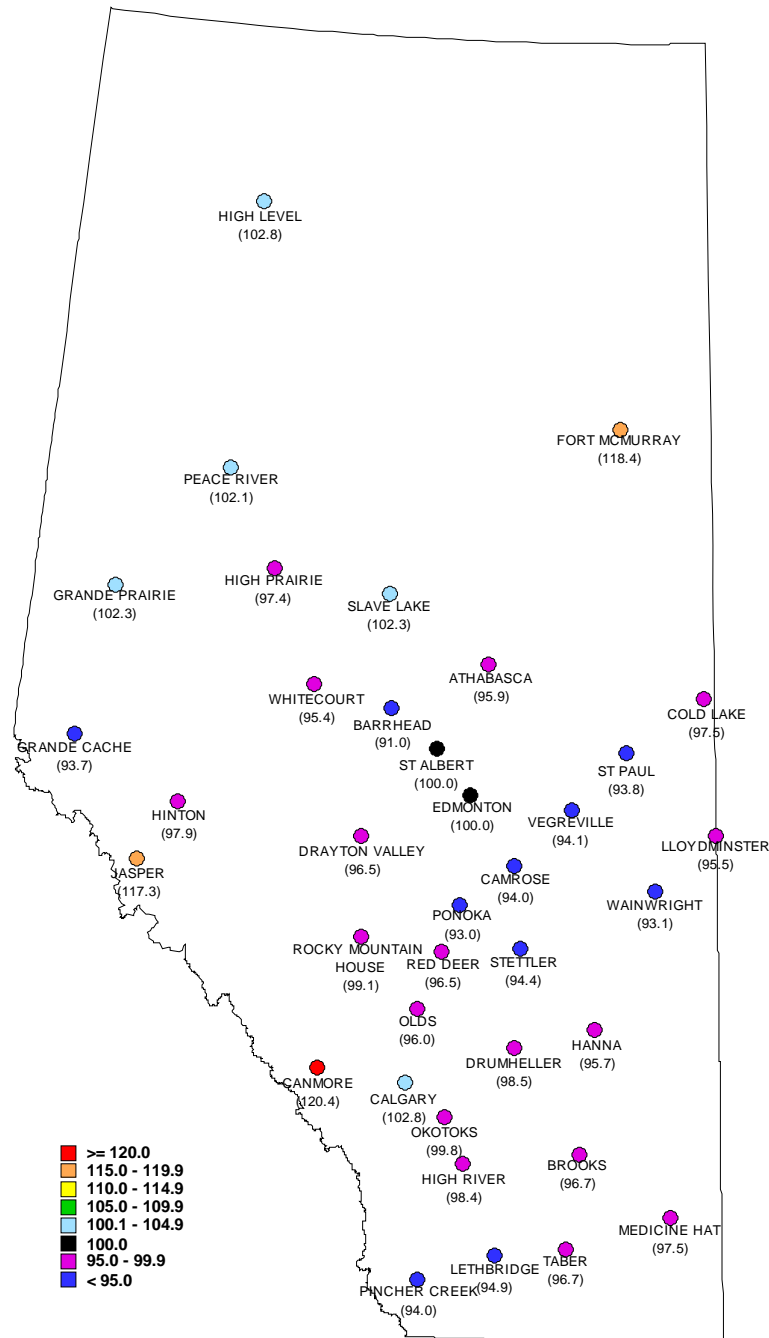 HIGH LEVEL
(102.8)
FORT MCMURRAY
(118.4)
PEACE RIVER
(102.1)
HIGH PRAIRIE
(97.4)
GRANDE PRAIRIE
(102.3)
SLAVE LAKE
(102.3)
ATHABASCA
(95.9)
WHITECOURT
(95.4)
COLD LAKE
(97.5)
BARRHEAD
(91.0)
GRANDE CACHE
(93.7)
ST ALBERT
(100.0)
ST PAUL
(93.8)
EDMONTON
(100.0)
HINTON
(97.9)
VEGREVILLE
(94.1)
DRAYTON VALLEY
(96.5)
LLOYDMINSTER
(95.5)
JASPER
(117.3)
CAMROSE
(94.0)
WAINWRIGHT
(93.1)
PONOKA
(93.0)
ROCKY MOUNTAIN
HOUSE
(99.1)
RED DEER
(96.5)
STETTLER
(94.4)
OLDS
(96.0)
HANNA
(95.7)
DRUMHELLER
(98.5)
CANMORE
(120.4)
CALGARY
(102.8)
OKOTOKS
(99.8)
HIGH RIVER
(98.4)
BROOKS
(96.7)
MEDICINE HAT
(97.5)
LETHBRIDGE
(94.9)
TABER
(96.7)
PINCHER CREEK
(94.0)
>= 120.0
115.0 - 119.9
110.0 - 114.9
105.0 - 109.9
100.1 - 104.9
100.0
95.0 - 99.9
< 95.0